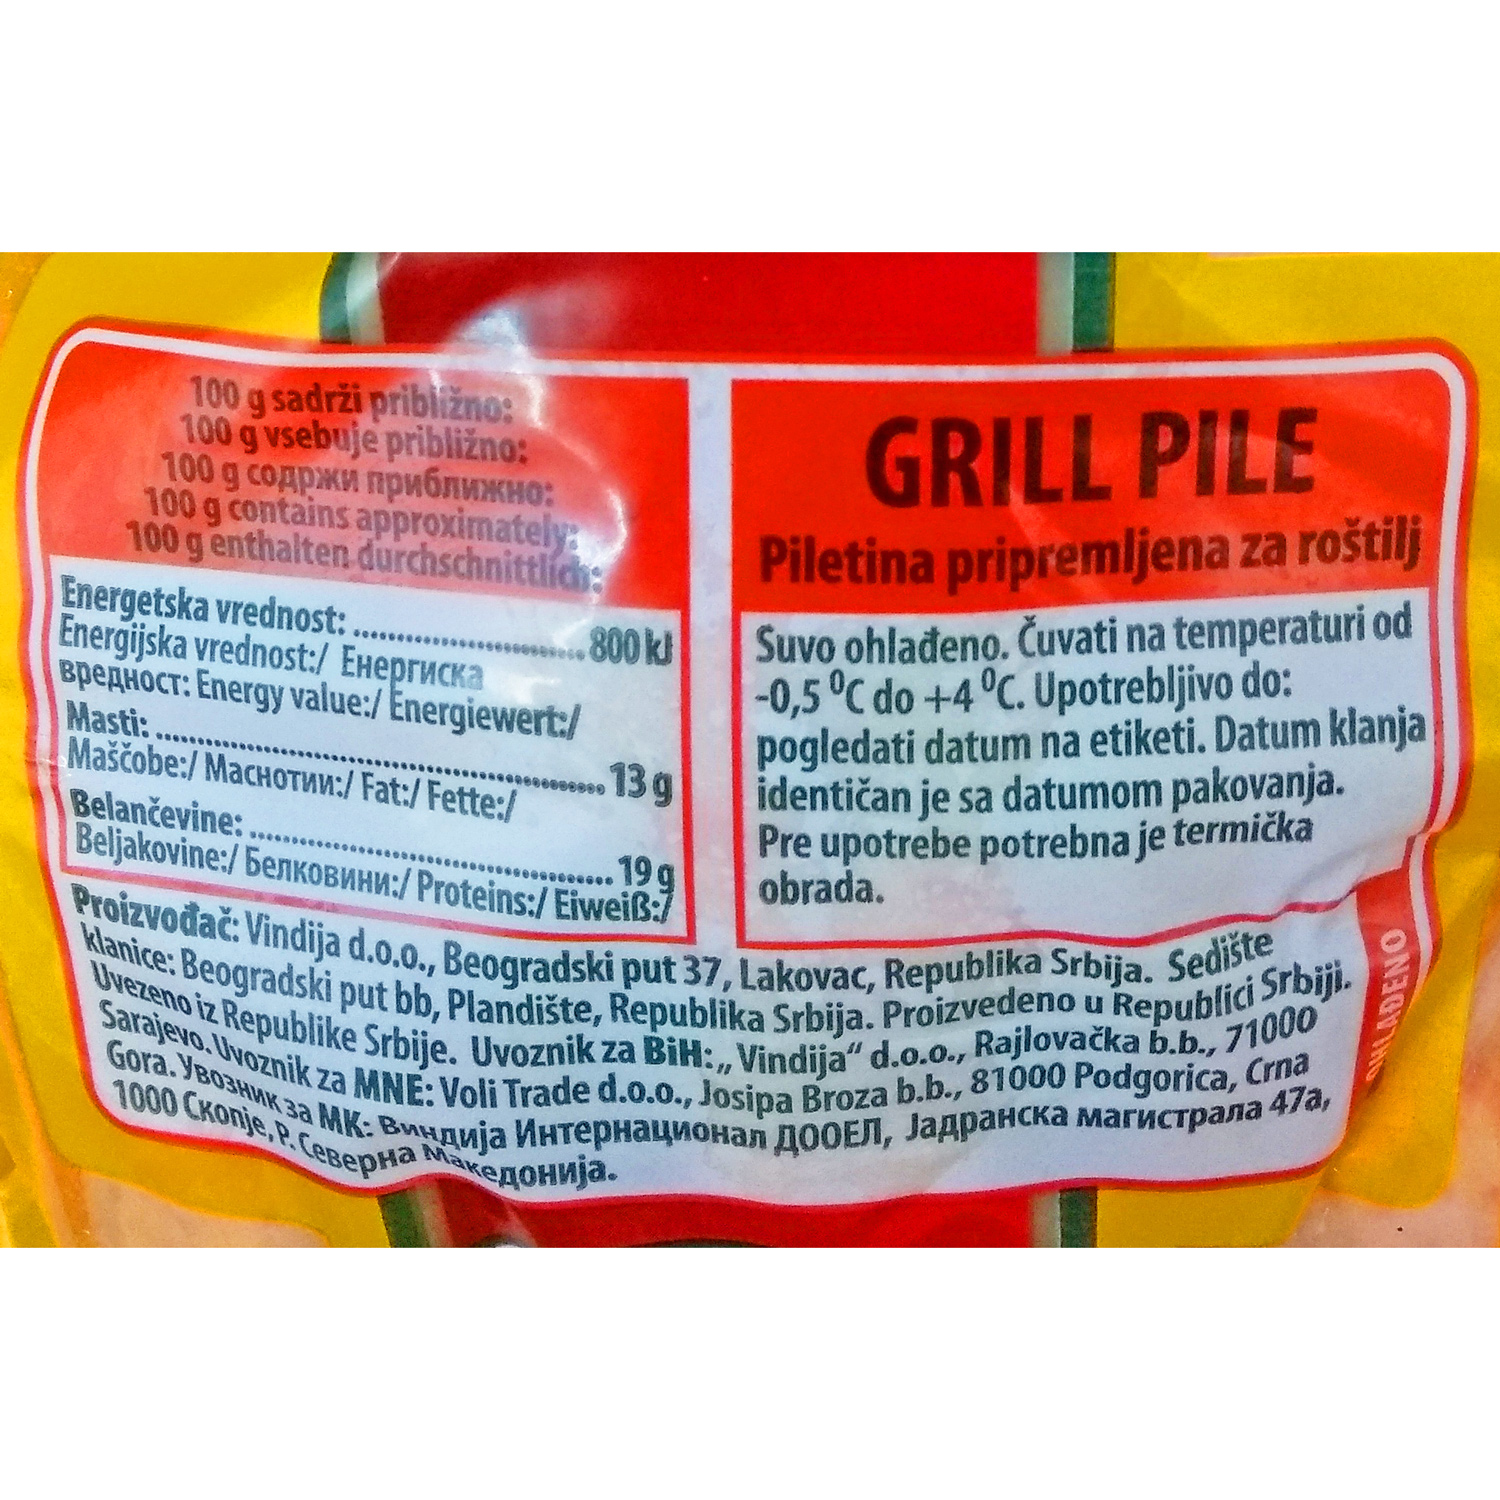 100 g sadrži približno:
100 g vsebuje približno:
100 g содржи приближно:
100 g contains approximately:
100 g enthalten durchschnittlich:
Energetska vrednost: ........................ 800 kJ
Energijska vrednost:/ Енергиска
вредност: Energy value:/ Energiewert:/
Masti: ........................ 13 g
Maščobe:/ Маснотии:/ Fat:/ Fette:/
Belančevine: ........................ 19 g
Beljakovine:/ Белковини:/ Proteins:/ Eiweiß:/
GRILL PILE
Piletina pripremljena za roštilj
Suvo ohlađeno. Čuvati na temperaturi od
-0,5 ⁰C do +4 ⁰C. Upotrebljivo do:
pogledati datum na etiketi. Datum klanja
identičan je sa datumom pakovanja.
Pre upotrebe potrebna je termička
obrada.
Proizvođač: Vindija d.o.o., Beogradski put 37, Lakovac, Republika Srbija. Sedište
klanice: Beogradski put bb, Plandište, Republika Srbija. Proizvedeno u Republici Srbiji.
Uvezeno iz Republike Srbije. Uvoznik za BiH: „Vindija“ d.o.o., Rajlovačka b.b., 71000
Sarajevo. Uvoznik za MNE: Voli Trade d.o.o., Josipa Broza b.b., 81000 Podgorica, Crna
Gora. Увозник за МК: Виндија Интернационал ДООЕЛ, Јадранска магистрала 47а,
1000 Скопје, Р. Северна Македонија.
OHLAĐENO